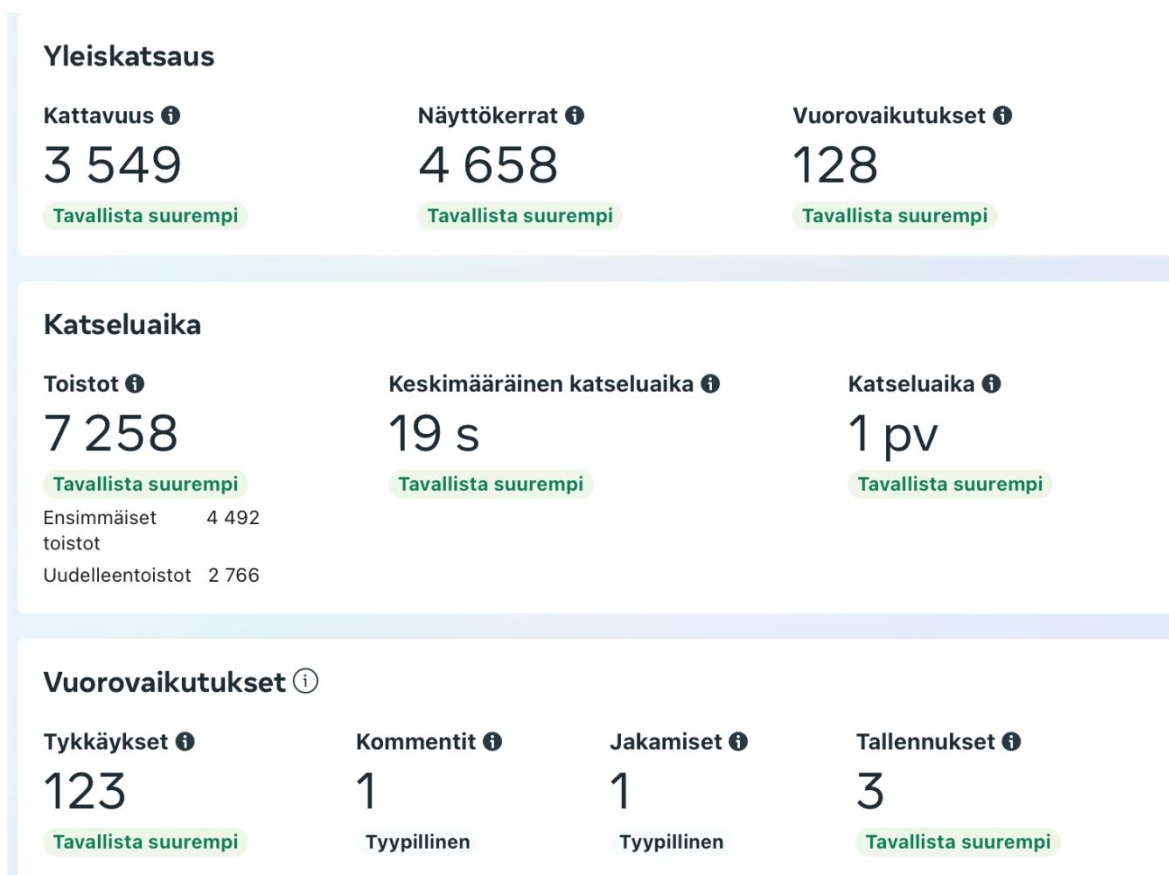 Yleiskatsaus
Kattavuus
Näyttökerrat
Vuorovaikutukset
3 549
4 658
128
Tavallista suurempi
Tavallista suurempi
Tavallista suurempi
Katseluaika
Toistot
Keskimääräinen katseluaika
Katseluaika
7 258
19 s
1 pv
Tavallista suurempi
Tavallista suurempi
Tavallista suurempi
Ensimmäiset toistot
4 492
Uudelleentoistot
2 766
Vuorovaikutukset
Tykkäykset
Kommentit
Jakamiset
Tallennukset
123
1
1
3
Tavallista suurempi
Tyypillinen
Tyypillinen
Tavallista suurempi